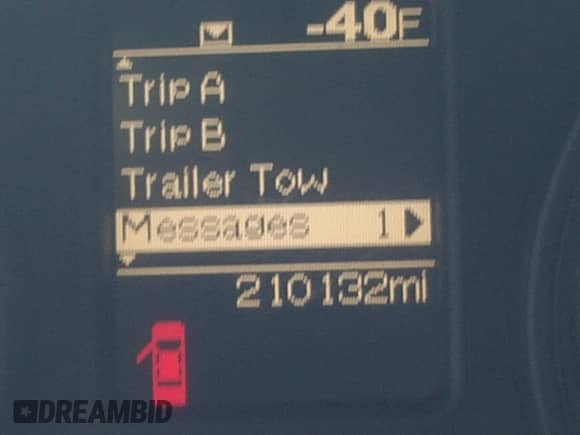 -40F
Trip A
Trip B
Trailer Tow
Messages 1
210132mi
DREAMBID